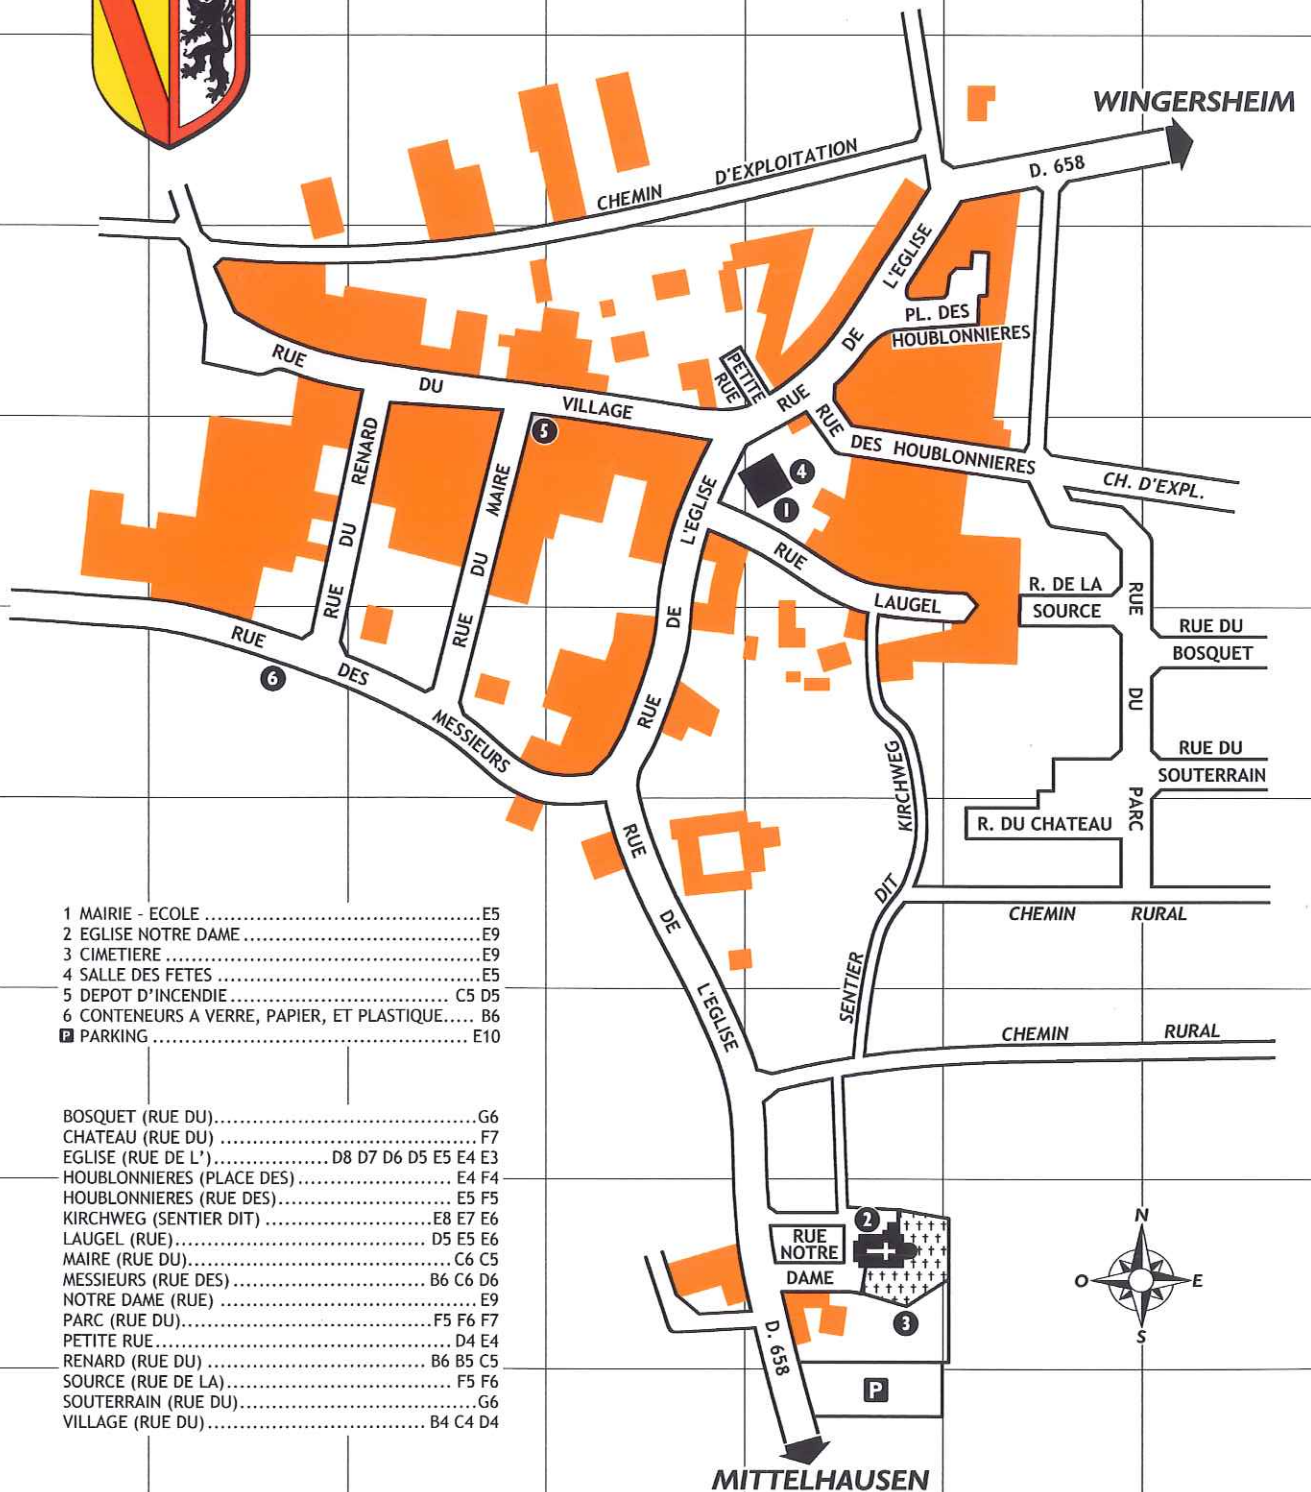 WINGERSHEIM
D. 658
CHEMIN D'EXPLOITATION
RUE DE L'EGLISE
PL. DES
HOUBLONNIERES
PETITE
RUE
RUE DU VILLAGE
RUE DES HOUBLONNIERES
CH. D'EXPL.
RUE DU RENARD
RUE DU MAIRE
5
4
1
RUE DE L'EGLISE
RUE LAUGEL
R. DE LA
SOURCE
RUE DU PARC
RUE DU
BOSQUET
RUE DES MESSIEURS
6
RUE DU
SOUTERRAIN
R. DU CHATEAU
SENTIER DIT KIRCHWEG
CHEMIN RURAL
RUE DE L'EGLISE
CHEMIN RURAL
1 MAIRIE - ECOLE ........ E5
2 EGLISE NOTRE DAME ........ E9
3 CIMETIERE ........ E9
4 SALLE DES FETES ........ E5
5 DEPOT D'INCENDIE ........ C5 D5
6 CONTENEURS A VERRE, PAPIER, ET PLASTIQUE..... B6
P PARKING ........ E10
BOSQUET (RUE DU) ........ G6
CHATEAU (RUE DU) ........ F7
EGLISE (RUE DE L') ........ D8 D7 D6 D5 E5 E4 E3
HOUBLONNIERES (PLACE DES) ........ E4 F4
HOUBLONNIERES (RUE DES) ........ E5 F5
KIRCHWEG (SENTIER DIT) ........ E8 E7 E6
LAUGEL (RUE) ........ D5 E5 E6
MAIRE (RUE DU) ........ C6 C5
MESSIEURS (RUE DES) ........ B6 C6 D6
NOTRE DAME (RUE) ........ E9
PARC (RUE DU) ........ F5 F6 F7
PETITE RUE ........ D4 E4
RENARD (RUE DU) ........ B6 B5 C5
SOURCE (RUE DE LA) ........ F5 F6
SOUTERRAIN (RUE DU) ........ G6
VILLAGE (RUE DU) ........ B4 C4 D4
2
RUE
NOTRE
DAME
3
N
O E
S
D. 658
P
MITTELHAUSEN